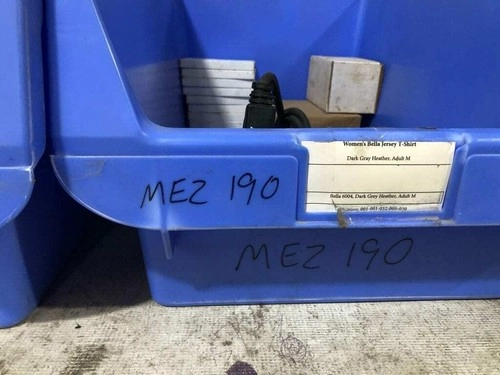 Women's Bella Jersey T-Shirt
Dark Gray Heather, Adult M
Bella 6004, Dark Grey Heather, Adult M
MEZ 190
MEZ 190